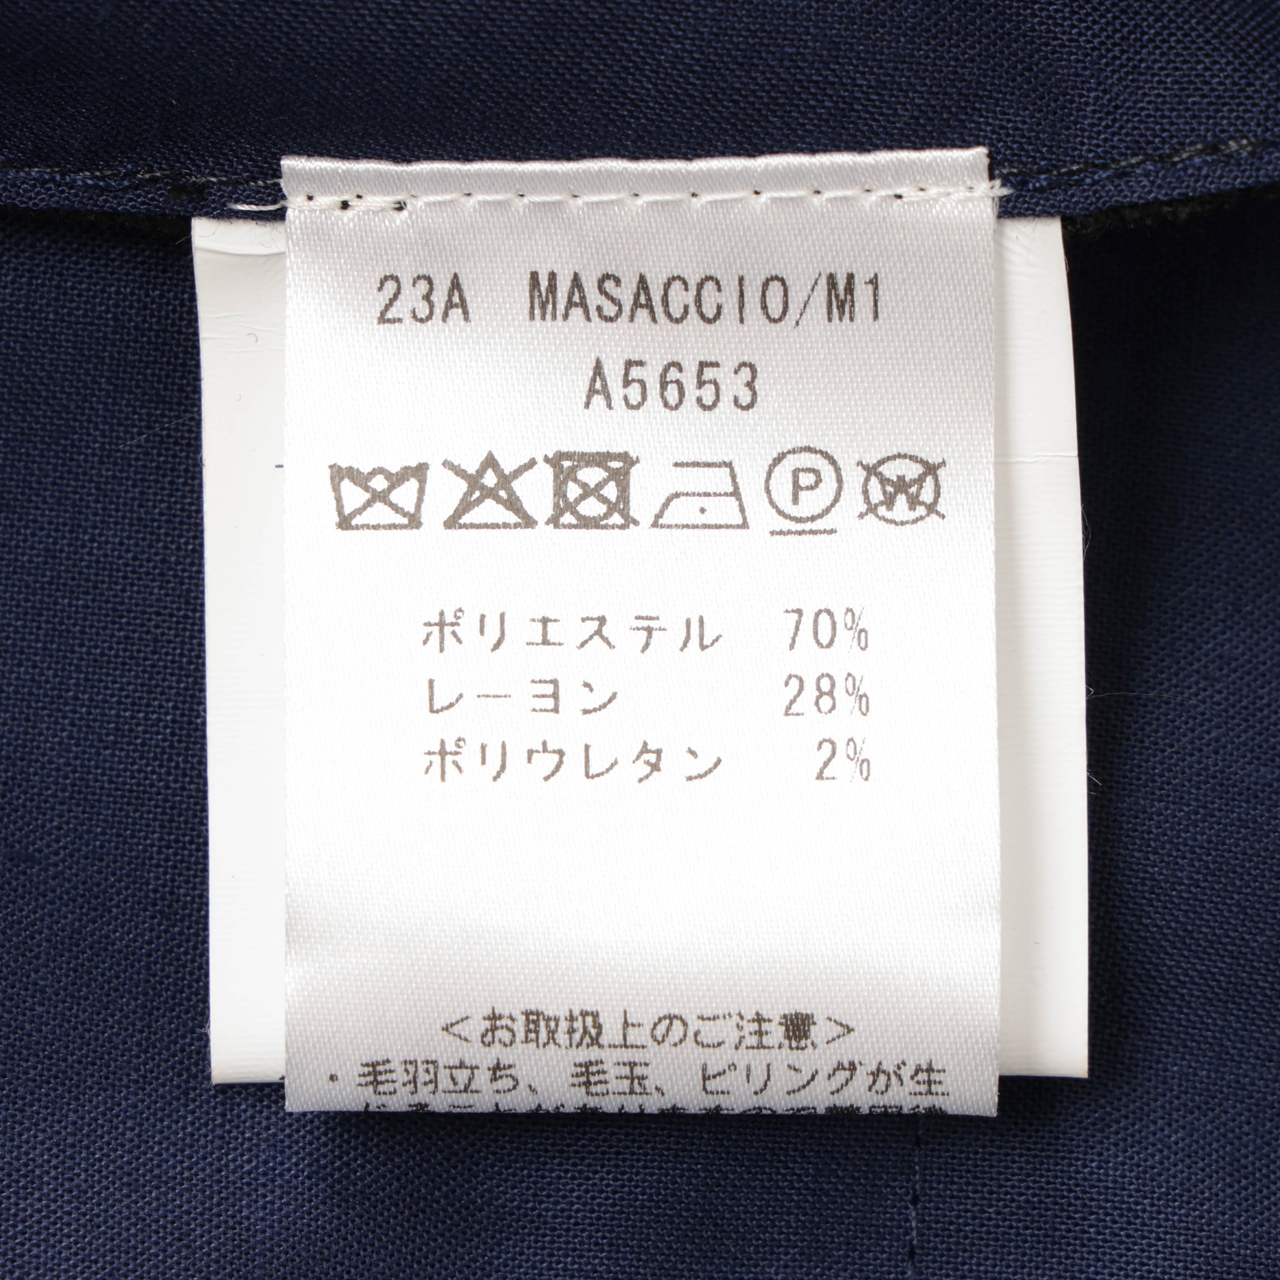 23A MASACCIO/M1
A5653
P
W
ポリエステル 70%
レーヨン 28%
ポリウレタン 2%
<お取扱上のご注意>
・毛羽立ち、毛玉、ピリングが生